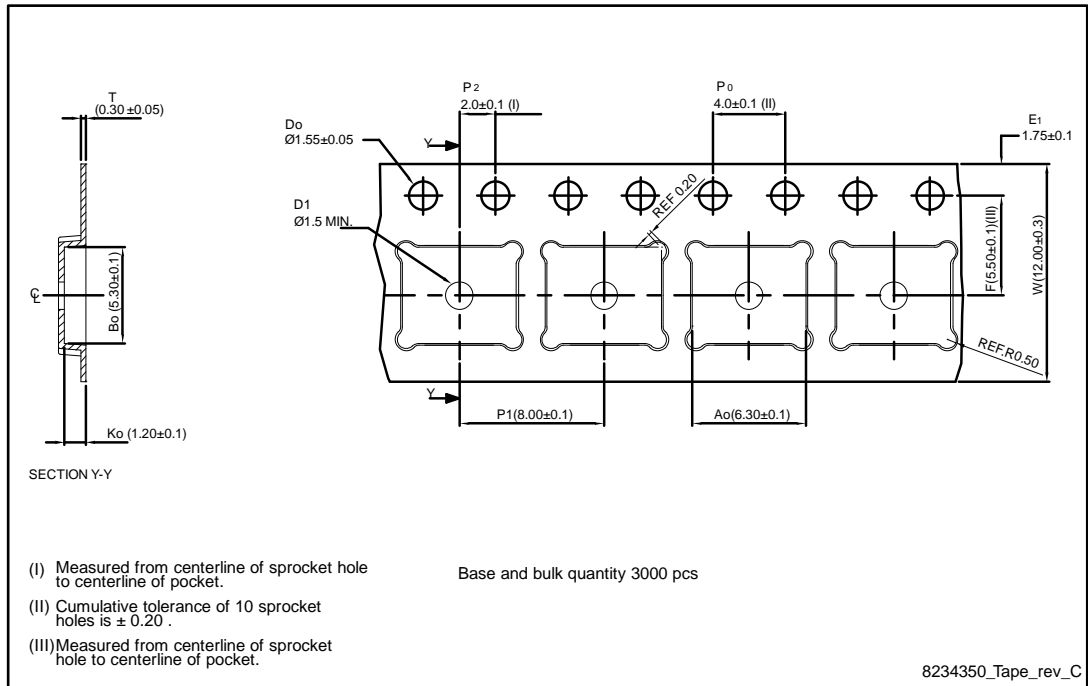 T
(0.30 ±0.05)
P2
2.0±0.1 (I)
P0
4.0±0.1 (II)
E1
1.75±0.1
Do
Ø1.55±0.05
Y
D1
Ø1.5 MIN.
REF 0.20
F(5.50±0.1)(III)
W(12.00±0.3)
℄
Bo (5.30±0.1)
REF.R0.50
Y
P1(8.00±0.1)
Ao(6.30±0.1)
Ko (1.20±0.1)
SECTION Y-Y
(I) Measured from centerline of sprocket hole
to centerline of pocket.
Base and bulk quantity 3000 pcs
(II) Cumulative tolerance of 10 sprocket
holes is ± 0.20 .
(III)Measured from centerline of sprocket
hole to centerline of pocket.
8234350_Tape_rev_C